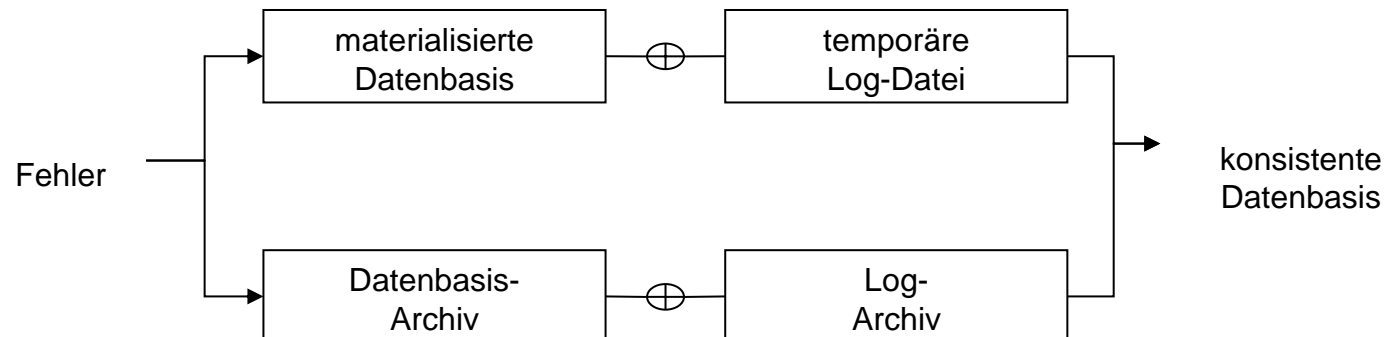 materialisierte
Datenbasis
temporäre
Log-Datei
Fehler
konsistente
Datenbasis
Datenbasis-
Archiv
Log-
Archiv